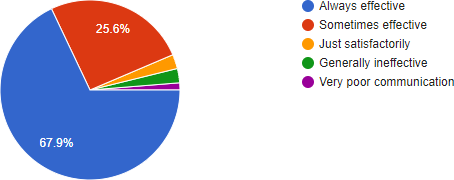 25.6%
67.9%
Always effective
Sometimes effective
Just satisfactorily
Generally ineffective
Very poor communication